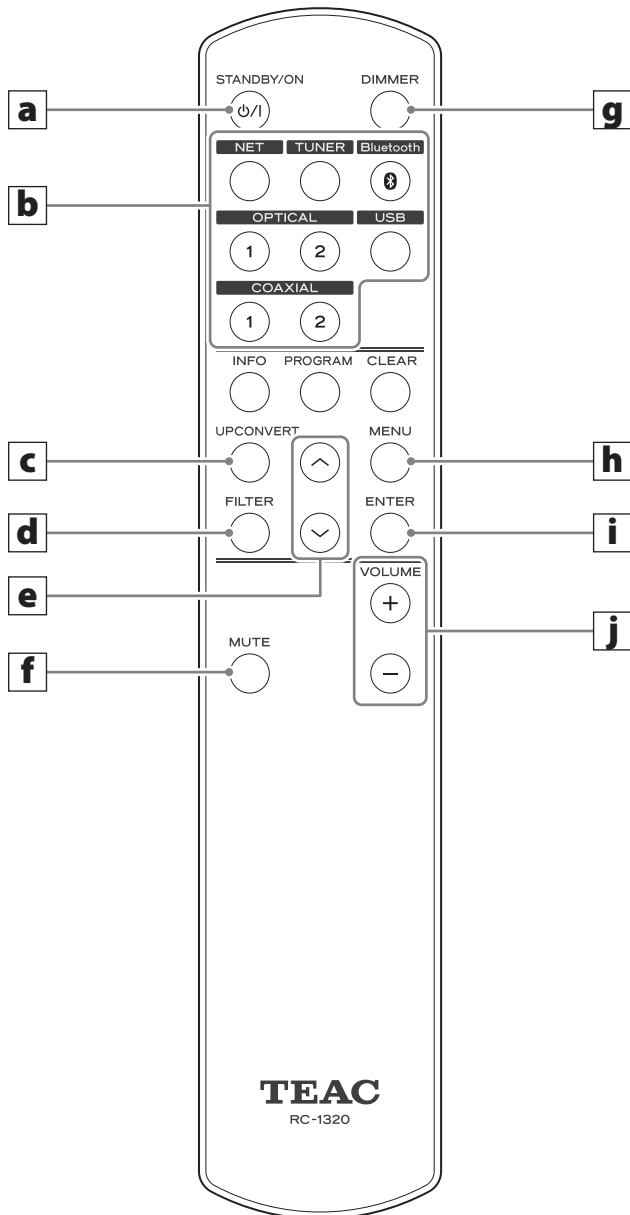 STANDBY/ON DIMMER
a ⏻/I g
NET TUNER Bluetooth
b
OPTICAL USB
1 2
COAXIAL
1 2
INFO PROGRAM CLEAR
UPCONVERT MENU
c h
FILTER ENTER
d i
VOLUME
e +
j
MUTE
f −
TEAC
RC-1320